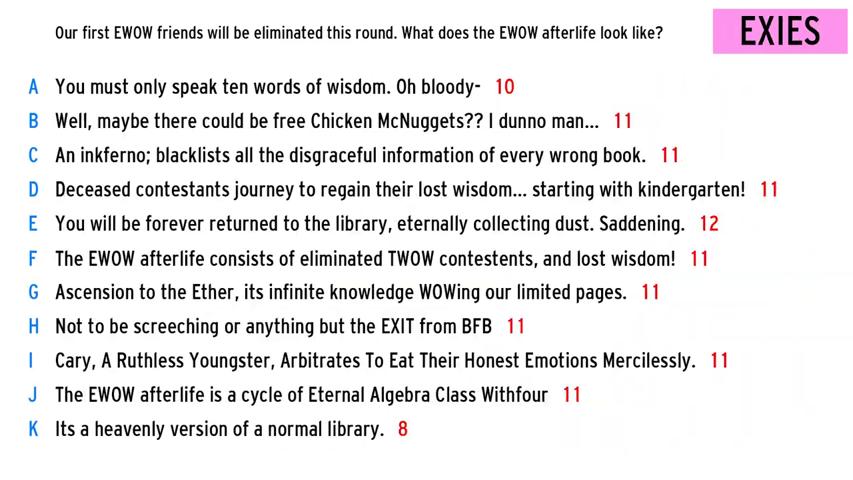 Our first EWOW friends will be eliminated this round. What does the EWOW afterlife look like?
EXIES
A You must only speak ten words of wisdom. Oh bloody- 10
B Well, maybe there could be free Chicken McNuggets?? I dunno man... 11
C An inkferno; blacklists all the disgraceful information of every wrong book. 11
D Deceased contestants journey to regain their lost wisdom... starting with kindergarten! 11
E You will be forever returned to the library, eternally collecting dust. Saddening. 12
F The EWOW afterlife consists of eliminated TWOW contestents, and lost wisdom! 11
G Ascension to the Ether, its infinite knowledge WOWing our limited pages. 11
H Not to be screeching or anything but the EXIT from BFB 11
I Cary, A Ruthless Youngster, Arbitrates To Eat Their Honest Emotions Mercilessly. 11
J The EWOW afterlife is a cycle of Eternal Algebra Class Withfour 11
K Its a heavenly version of a normal library. 8